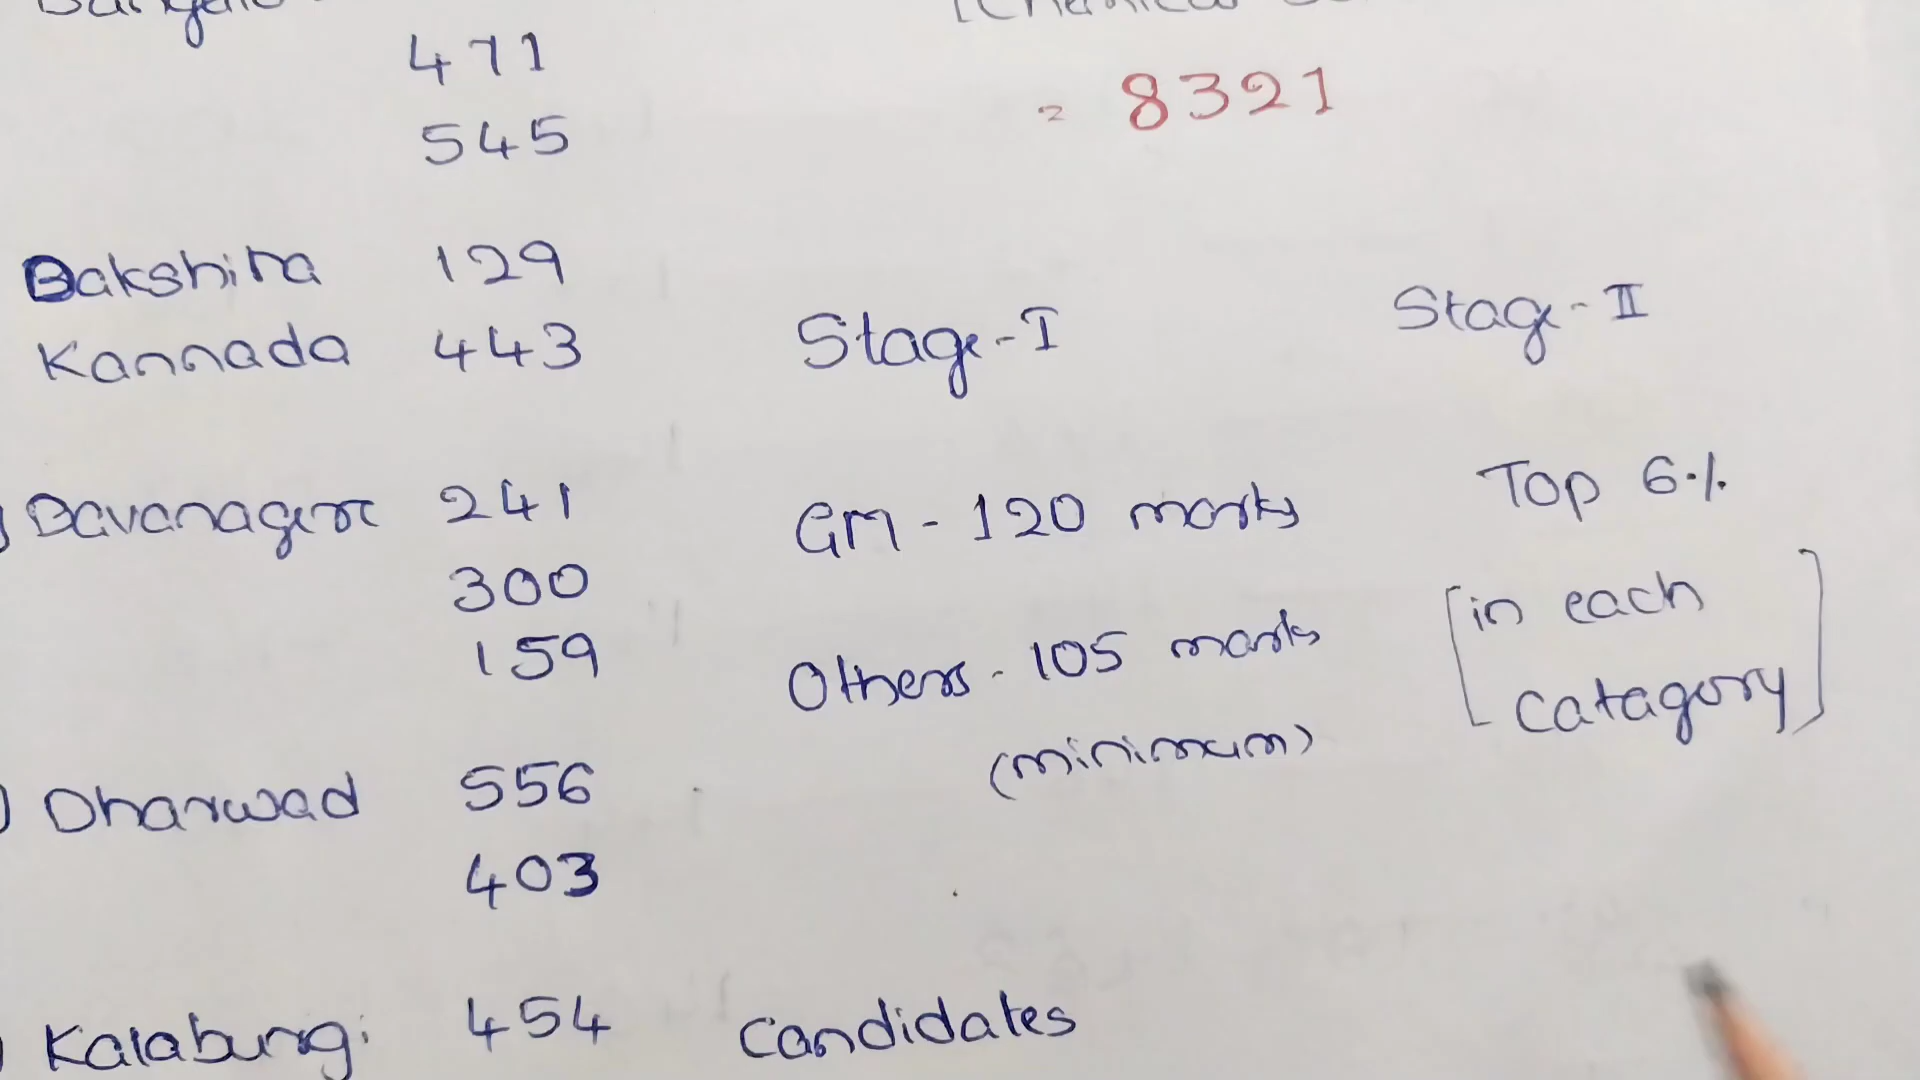 471
= 8321
545
Dakshina 129
Kannada 443
Stage-I
Stage-II
Davanagere 241
300
159
GM - 120 marks
Others - 105 marks
(minimum)
Top 6%
[in each
Catagory]
Dharwad 556
403
Kalaburgi 454 Candidates